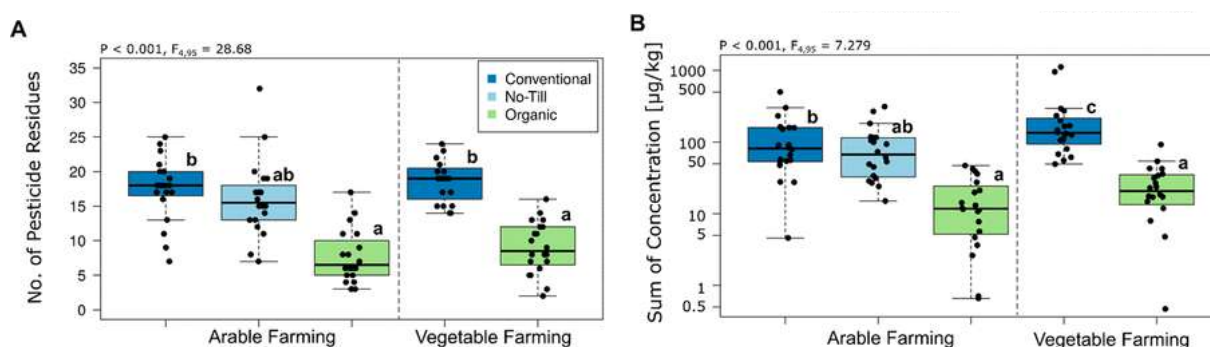 A
P < 0.001, F4,95 = 28.68
No. of Pesticide Residues
35
30
25
20
15
10
5
0
Conventional
No-Till
Organic
b
ab
a
b
a
Arable Farming
Vegetable Farming
B
P < 0.001, F4,95 = 7.279
Sum of Concentration [µg/kg]
1000
500
100
50
10
5
1
0.5
b
ab
a
c
a
Arable Farming
Vegetable Farming